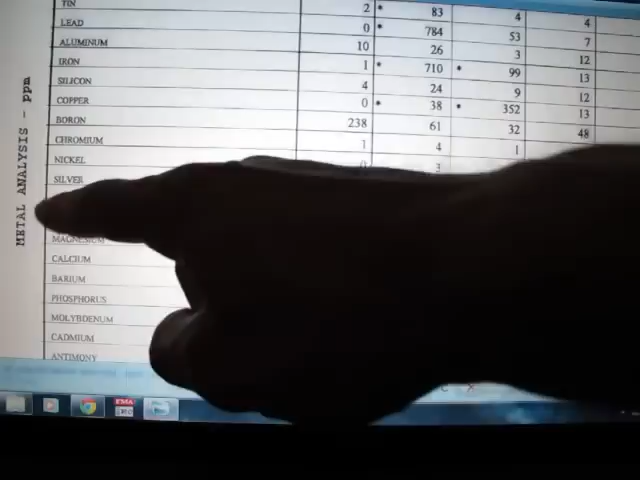 TIN 2 * 83 4 4
LEAD 0 * 784 53 7
ALUMINUM 10 26 3 12
IRON 1 * 710 * 99 13
SILICON 4 24 9 12
COPPER 0 * 38 * 352 13
BORON 238 61 32 48
CHROMIUM 1 4 1
NICKEL 3
SILVER
MAGNESIUM
CALCIUM
BARIUM
PHOSPHORUS
MOLYBDENUM
CADMIUM
ANTIMONY
METAL ANALYSIS - ppm